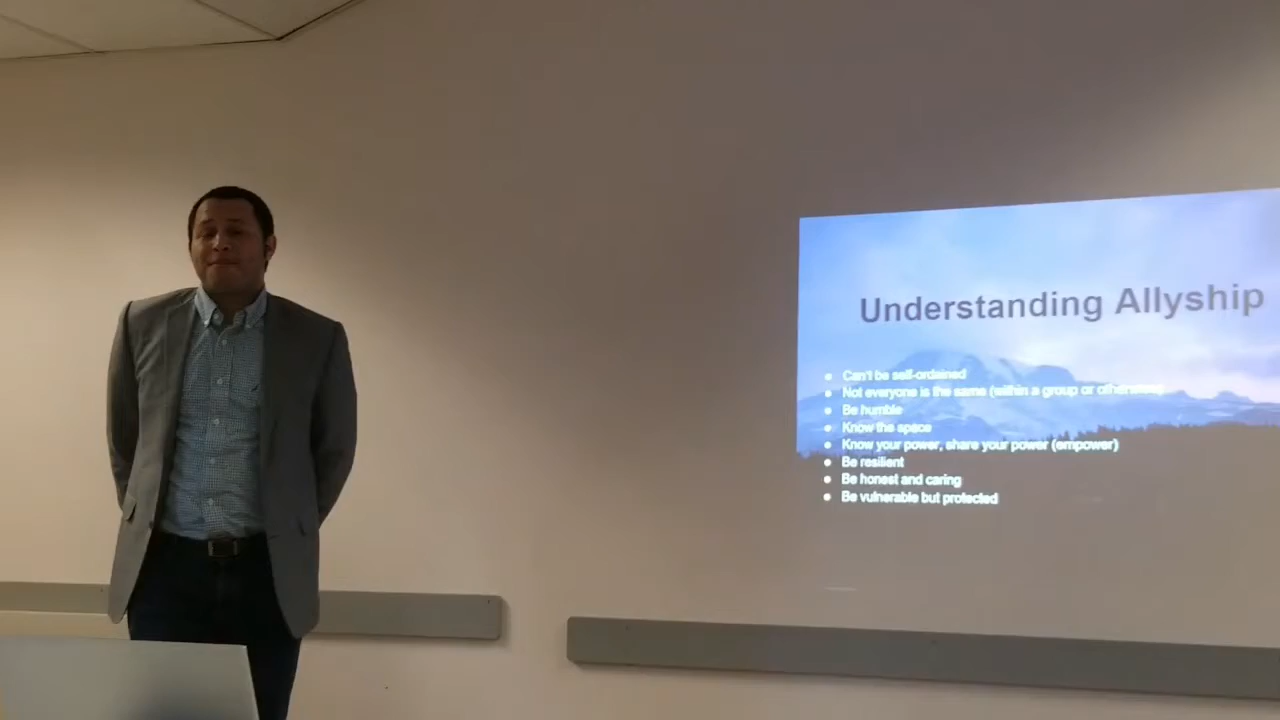 Understanding Allyship
● Can't be self-ordained
● Not everyone is the same (within a group or otherwise)
● Be humble
● Know the space
● Know your power, share your power (empower)
● Be resilient
● Be honest and caring
● Be vulnerable but protected